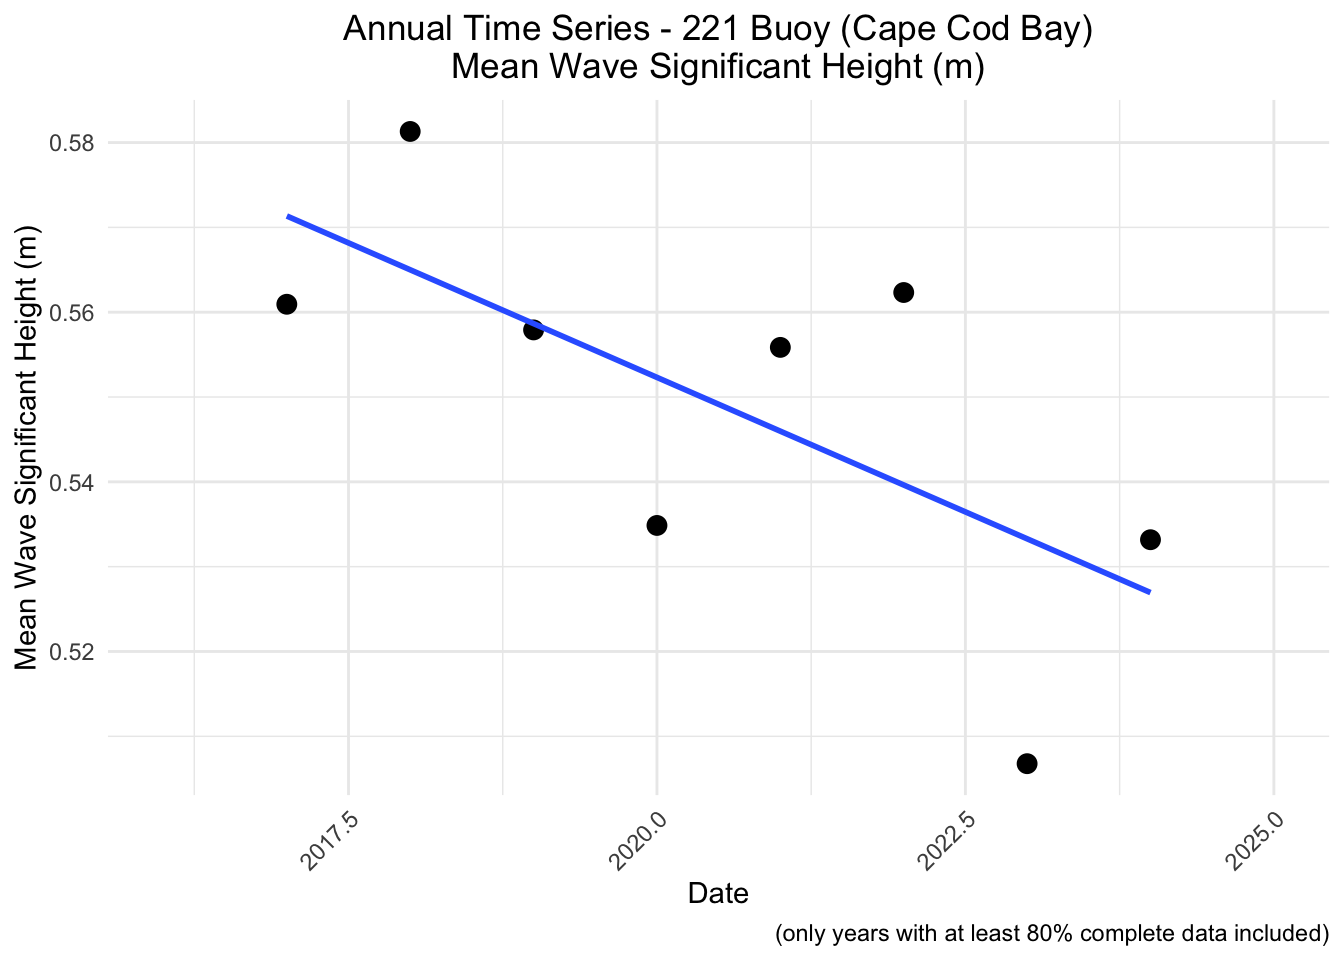 Annual Time Series - 221 Buoy (Cape Cod Bay)
Mean Wave Significant Height (m)
Mean Wave Significant Height (m)
0.58
0.56
0.54
0.52
2017.5
2020.0
2022.5
2025.0
Date
(only years with at least 80% complete data included)